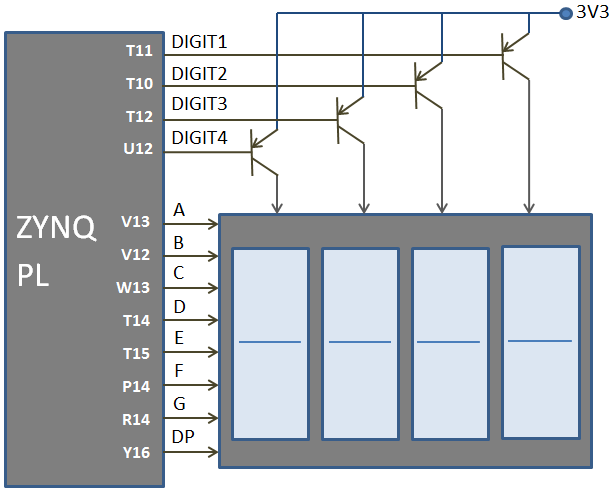 3V3
T11 DIGIT1
T10 DIGIT2
T12 DIGIT3
U12 DIGIT4
ZYNQ
PL
V13 A
V12 B
W13 C
T14 D
T15 E
P14 F
R14 G
Y16 DP